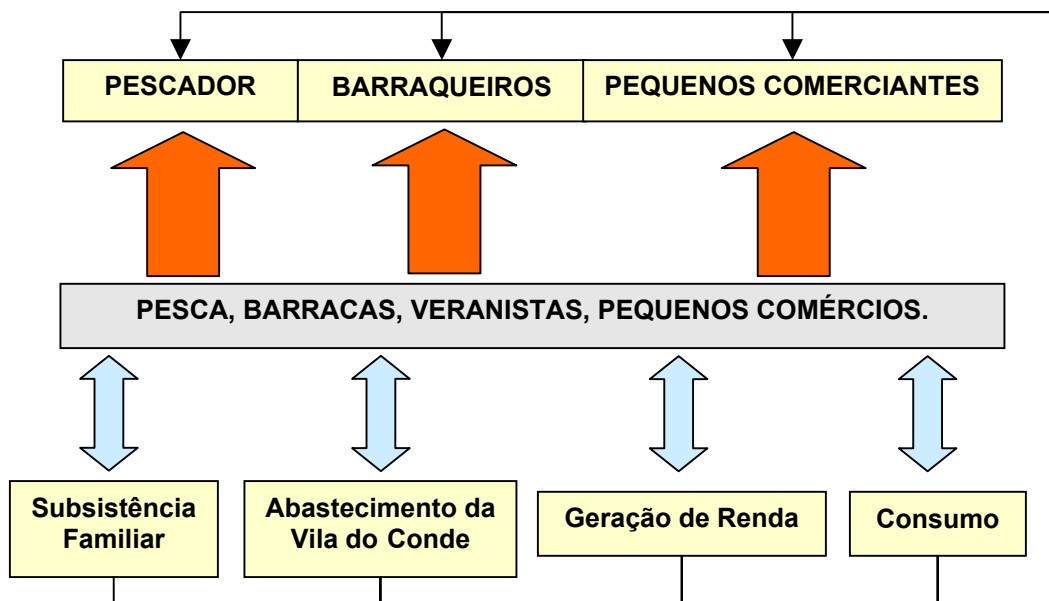 PESCADOR
BARRAQUEIROS
PEQUENOS COMERCIANTES
PESCA, BARRACAS, VERANISTAS, PEQUENOS COMÉRCIOS.
Subsistência
Familiar
Abastecimento da
Vila do Conde
Geração de Renda
Consumo